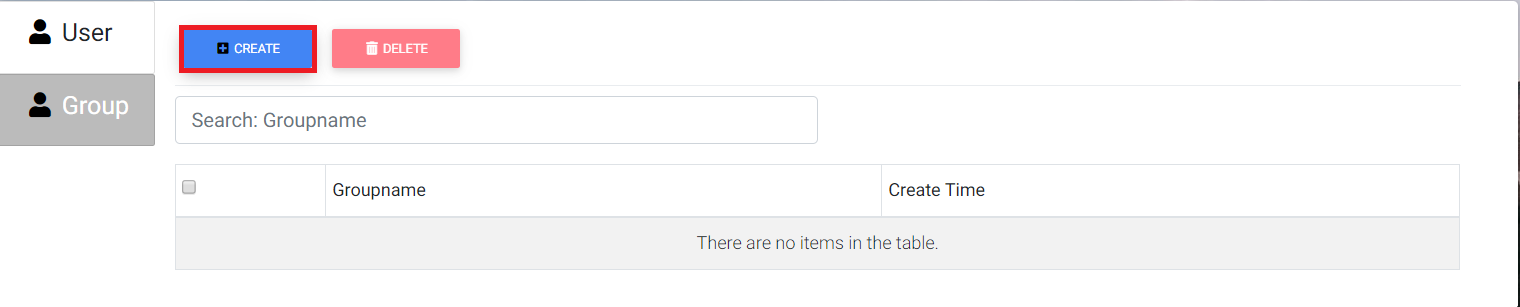 User
Group
CREATE
DELETE
Search: Groupname
Groupname
Create Time
There are no items in the table.